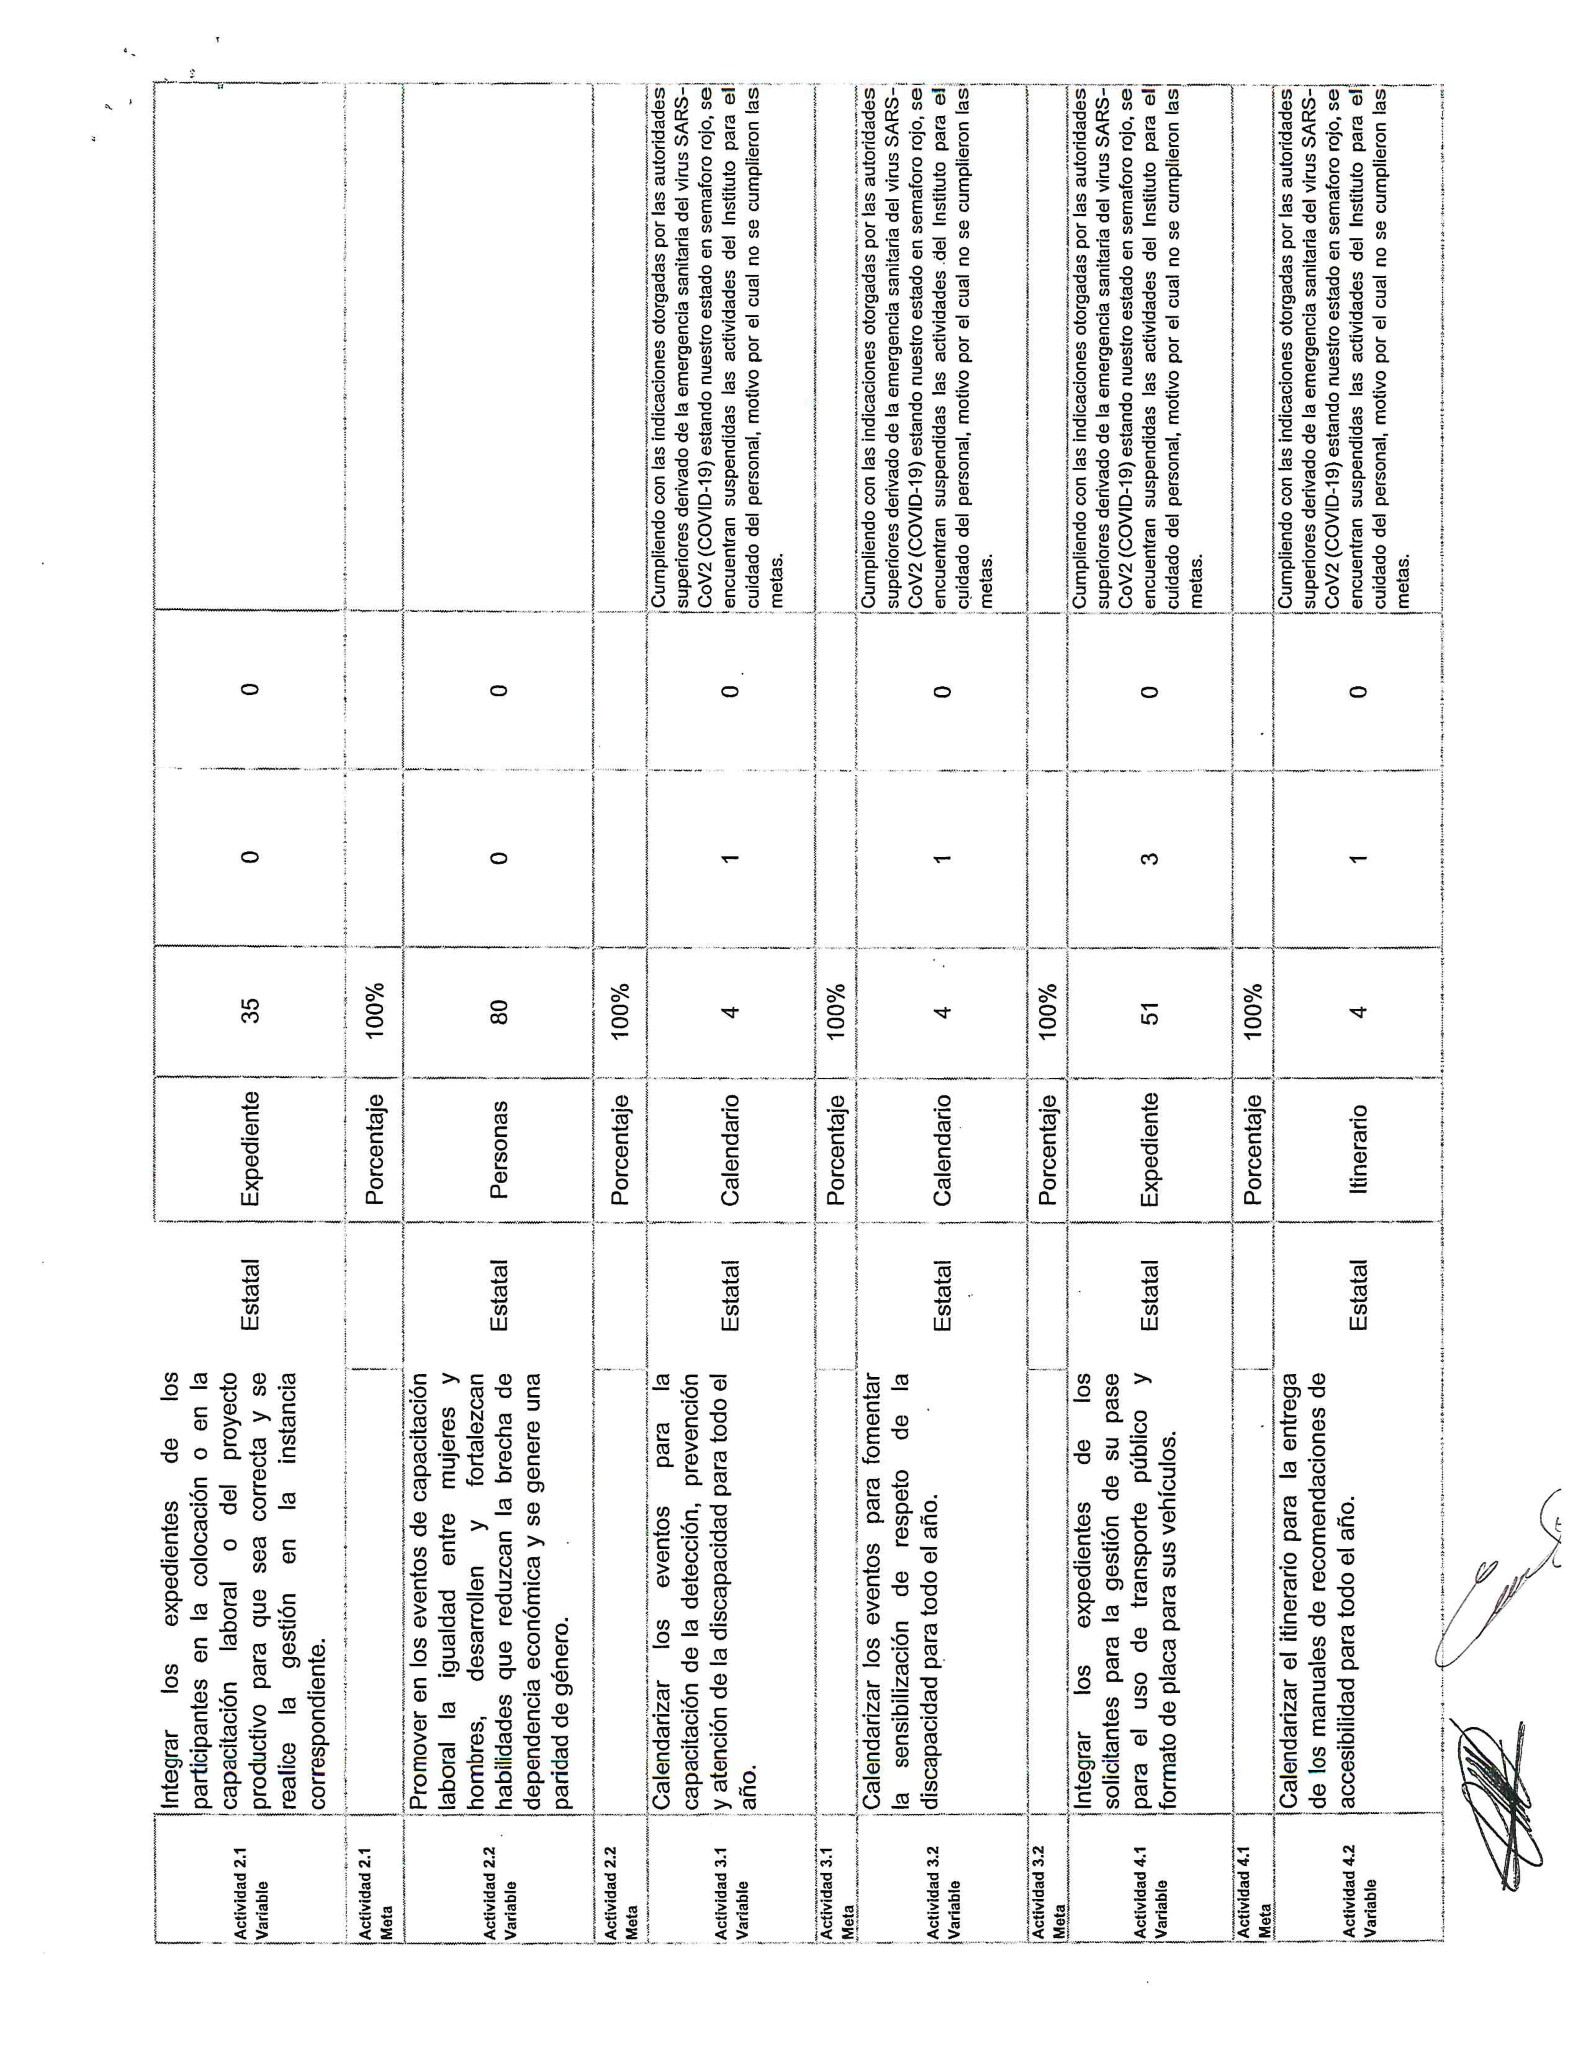 Actividad 2.1
Variable
Integrar los expedientes de los
participantes en la colocación o en la
capacitación laboral o del proyecto
productivo para que sea correcta y se
realice la gestión en la instancia
correspondiente.
Estatal
Expediente
35
0
0
Actividad 2.1
Meta
Porcentaje
100%
Actividad 2.2
Variable
Promover en los eventos de capacitación
laboral la igualdad entre mujeres y
hombres, desarrollen y fortalezcan
habilidades que reduzcan la brecha de
dependencia económica y se genere una
paridad de género.
Estatal
Personas
80
0
0
Actividad 2.2
Meta
Porcentaje
100%
Actividad 3.1
Variable
Calendarizar los eventos para la
capacitación de la detección, prevención
y atención de la discapacidad para todo el
año.
Estatal
Calendario
4
1
0
Cumpliendo con las indicaciones otorgadas por las autoridades
superiores derivado de la emergencia sanitaria del virus SARS-
CoV2 (COVID-19) estando nuestro estado en semaforo rojo, se
encuentran suspendidas las actividades del Instituto para el
cuidado del personal, motivo por el cual no se cumplieron las
metas.
Actividad 3.1
Meta
Porcentaje
100%
Actividad 3.2
Variable
Calendarizar los eventos para fomentar
la sensibilización de respeto de la
discapacidad para todo el año.
Estatal
Calendario
4
1
0
Cumpliendo con las indicaciones otorgadas por las autoridades
superiores derivado de la emergencia sanitaria del virus SARS-
CoV2 (COVID-19) estando nuestro estado en semaforo rojo, se
encuentran suspendidas las actividades del Instituto para el
cuidado del personal, motivo por el cual no se cumplieron las
metas.
Actividad 3.2
Meta
Porcentaje
100%
Actividad 4.1
Variable
Integrar los expedientes de los
solicitantes para la gestión de su pase
para el uso de transporte público y
formato de placa para sus vehículos.
Estatal
Expediente
51
3
0
Cumpliendo con las indicaciones otorgadas por las autoridades
superiores derivado de la emergencia sanitaria del virus SARS-
CoV2 (COVID-19) estando nuestro estado en semaforo rojo, se
encuentran suspendidas las actividades del Instituto para el
cuidado del personal, motivo por el cual no se cumplieron las
metas.
Actividad 4.1
Meta
Porcentaje
100%
Actividad 4.2
Variable
Calendarizar el itinerario para la entrega
de los manuales de recomendaciones de
accesibilidad para todo el año.
Estatal
Itinerario
4
1
0
Cumpliendo con las indicaciones otorgadas por las autoridades
superiores derivado de la emergencia sanitaria del virus SARS-
CoV2 (COVID-19) estando nuestro estado en semaforo rojo, se
encuentran suspendidas las actividades del Instituto para el
cuidado del personal, motivo por el cual no se cumplieron las
metas.